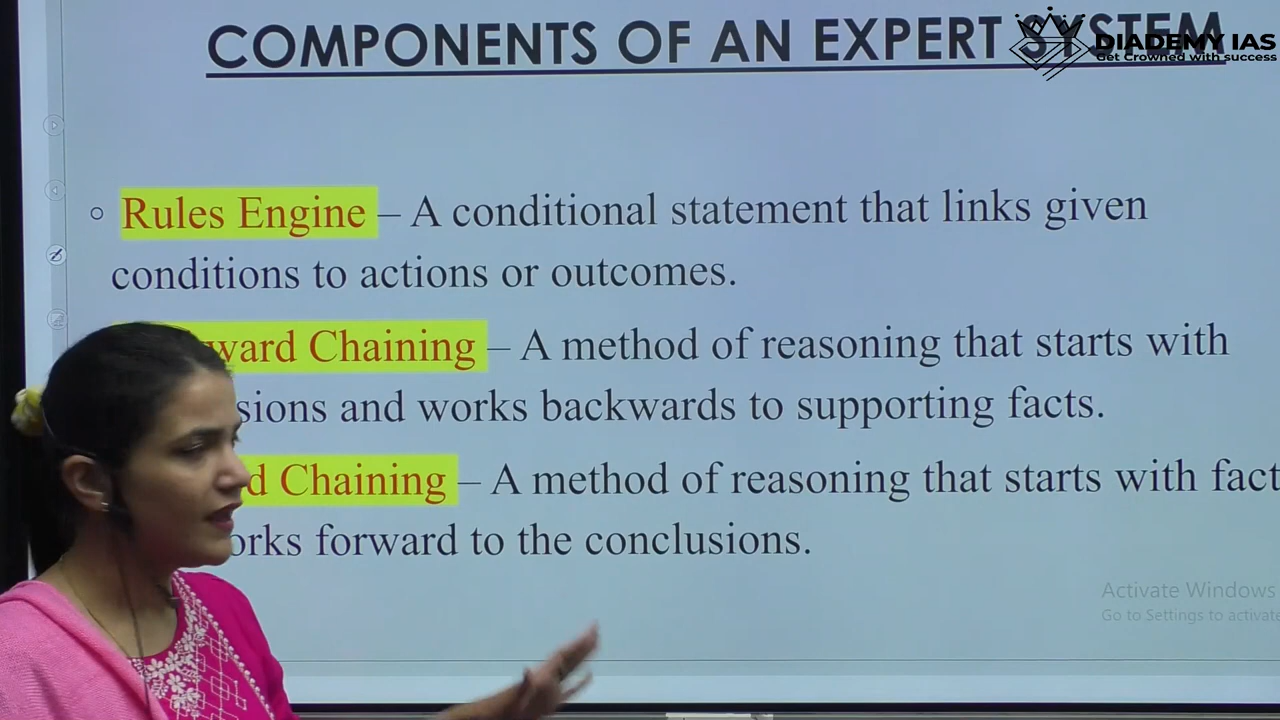 COMPONENTS OF AN EXPERT SYSTEM
DIADEMY IAS
Get Crowned with success
Rules Engine – A conditional statement that links given
conditions to actions or outcomes.
ward Chaining – A method of reasoning that starts with
sions and works backwards to supporting facts.
d Chaining – A method of reasoning that starts with fact
orks forward to the conclusions.
Activate Windows
Go to Settings to activate